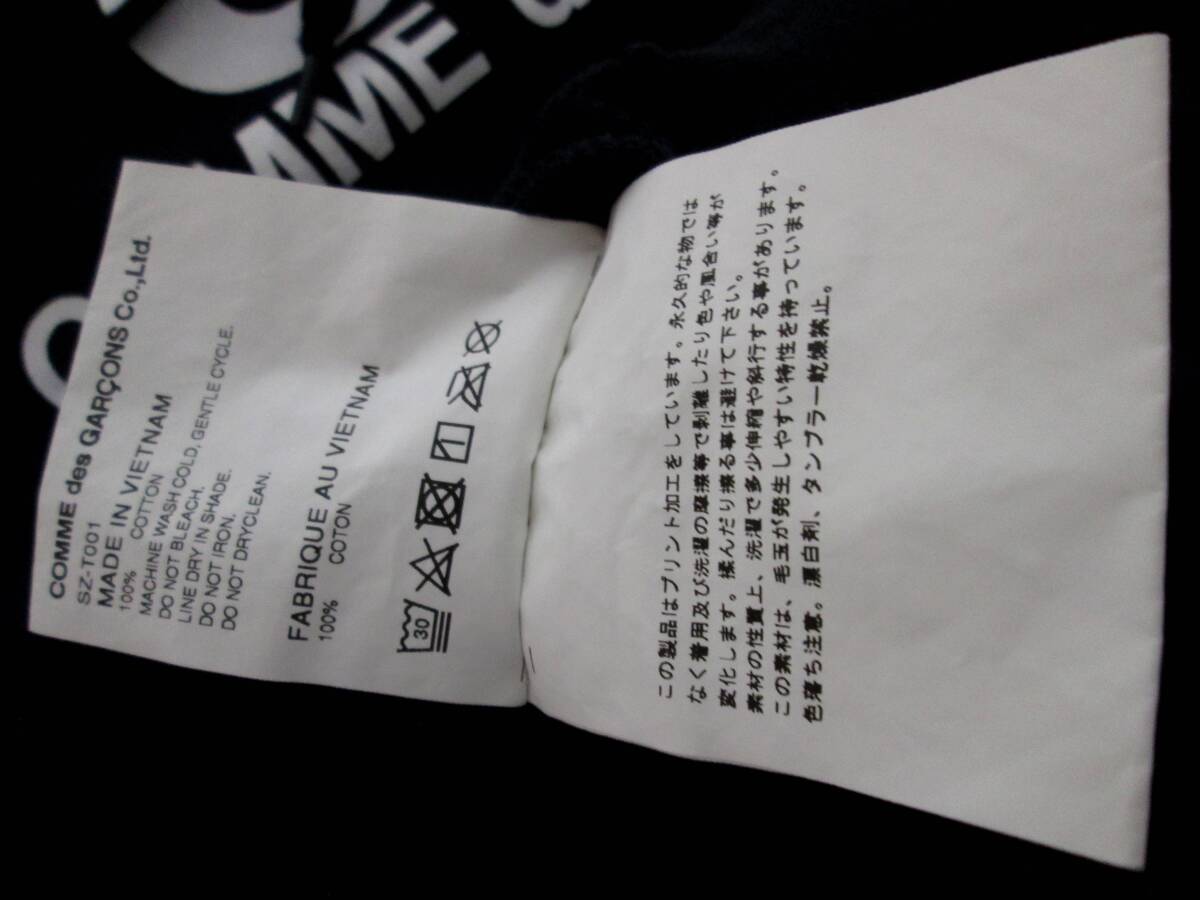 MME
COMME des GARÇONS Co.,Ltd.
SZ-T001
MADE IN VIETNAM
100% COTTON
MACHINE WASH COLD, GENTLE CYCLE.
DO NOT BLEACH.
LINE DRY IN SHADE.
DO NOT IRON.
DO NOT DRYCLEAN.
FABRIQUE AU VIETNAM
100% COTON
30
この製品はプリント加工をしています。永久的な物では
なく着用及び洗濯の摩擦等で剥離したり色や風合い等が
変化します。揉んだり擦る事は避けて下さい。
素材の性質上、洗濯で多少伸縮や斜行する事があります。
この素材は、毛玉が発生しやすい特性を持っています。
色落ち注意。漂白剤、タンブラー乾燥禁止。